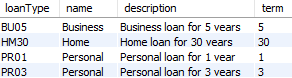 loanType name description term
BU05 Business Business loan for 5 years 5
HM30 Home Home loan for 30 years 30
PR01 Personal Personal loan for 1 year 1
PR03 Personal Personal loan for 3 years 3